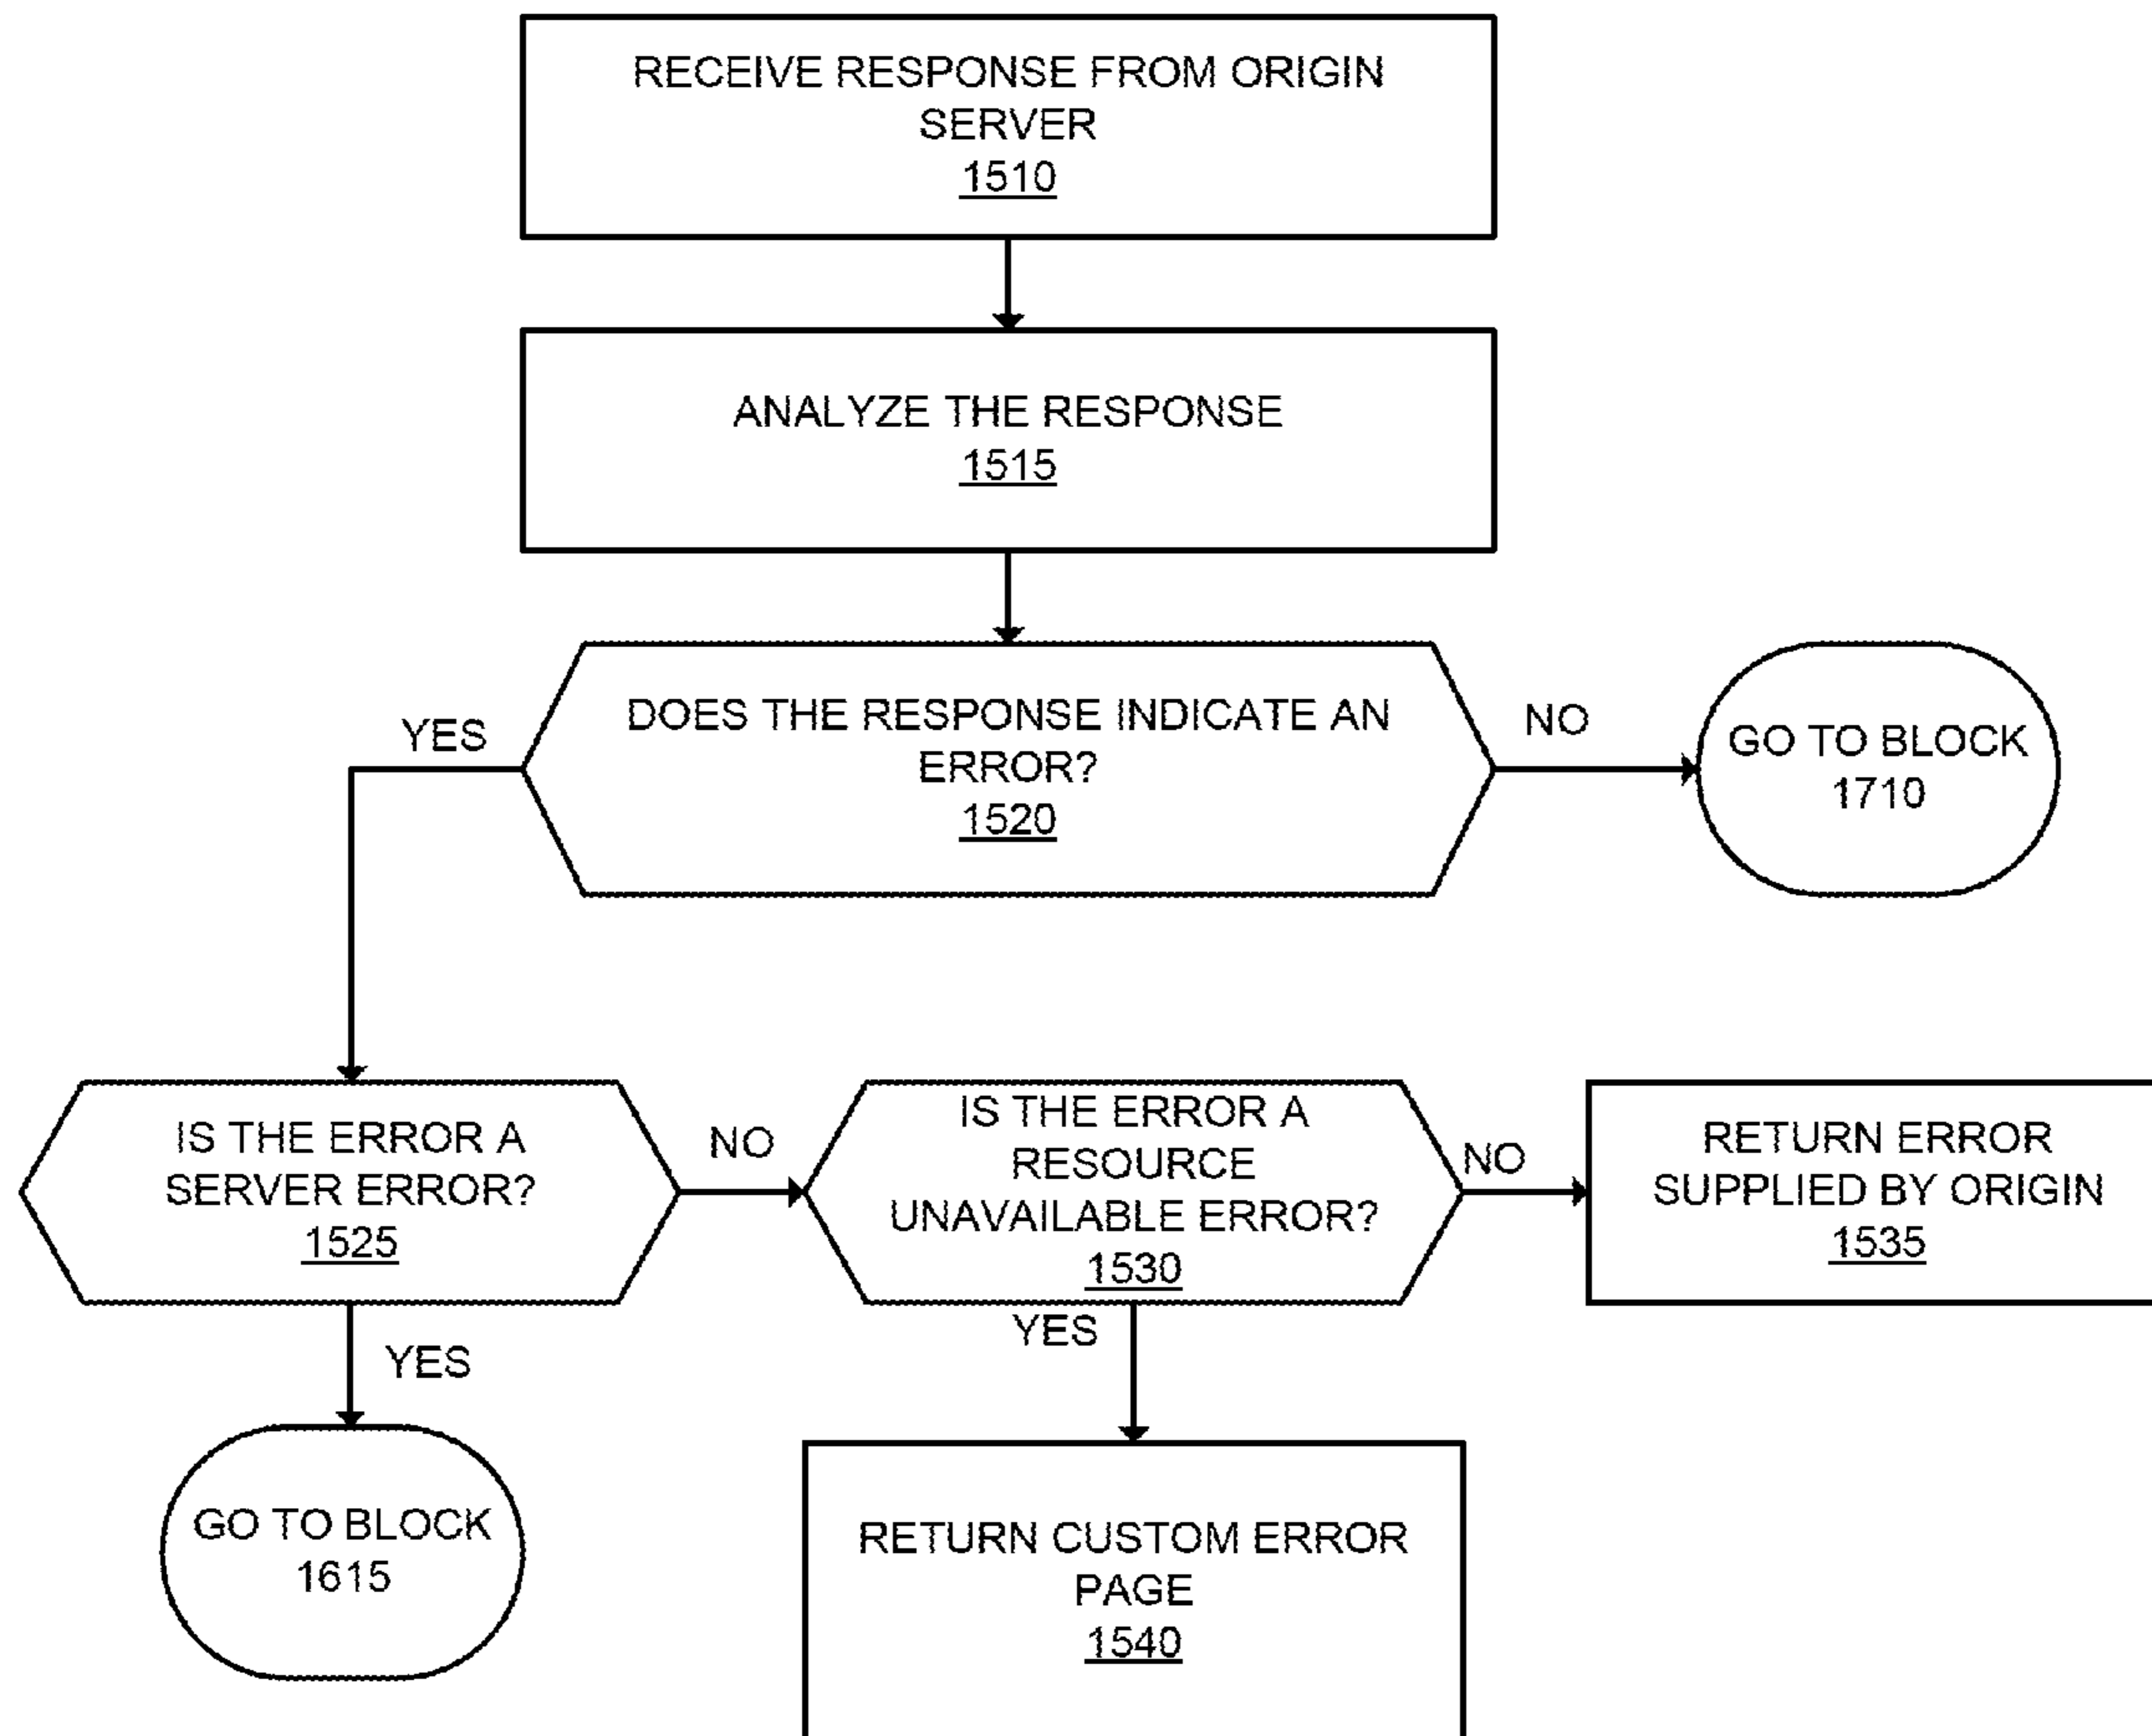 RECEIVE RESPONSE FROM ORIGIN
SERVER
1510
ANALYZE THE RESPONSE
1515
DOES THE RESPONSE INDICATE AN
ERROR?
1520
YES
NO
GO TO BLOCK
1710
IS THE ERROR A
SERVER ERROR?
1525
NO
IS THE ERROR A
RESOURCE
UNAVAILABLE ERROR?
1530
NO
RETURN ERROR
SUPPLIED BY ORIGIN
1535
YES
GO TO BLOCK
1615
YES
RETURN CUSTOM ERROR
PAGE
1540